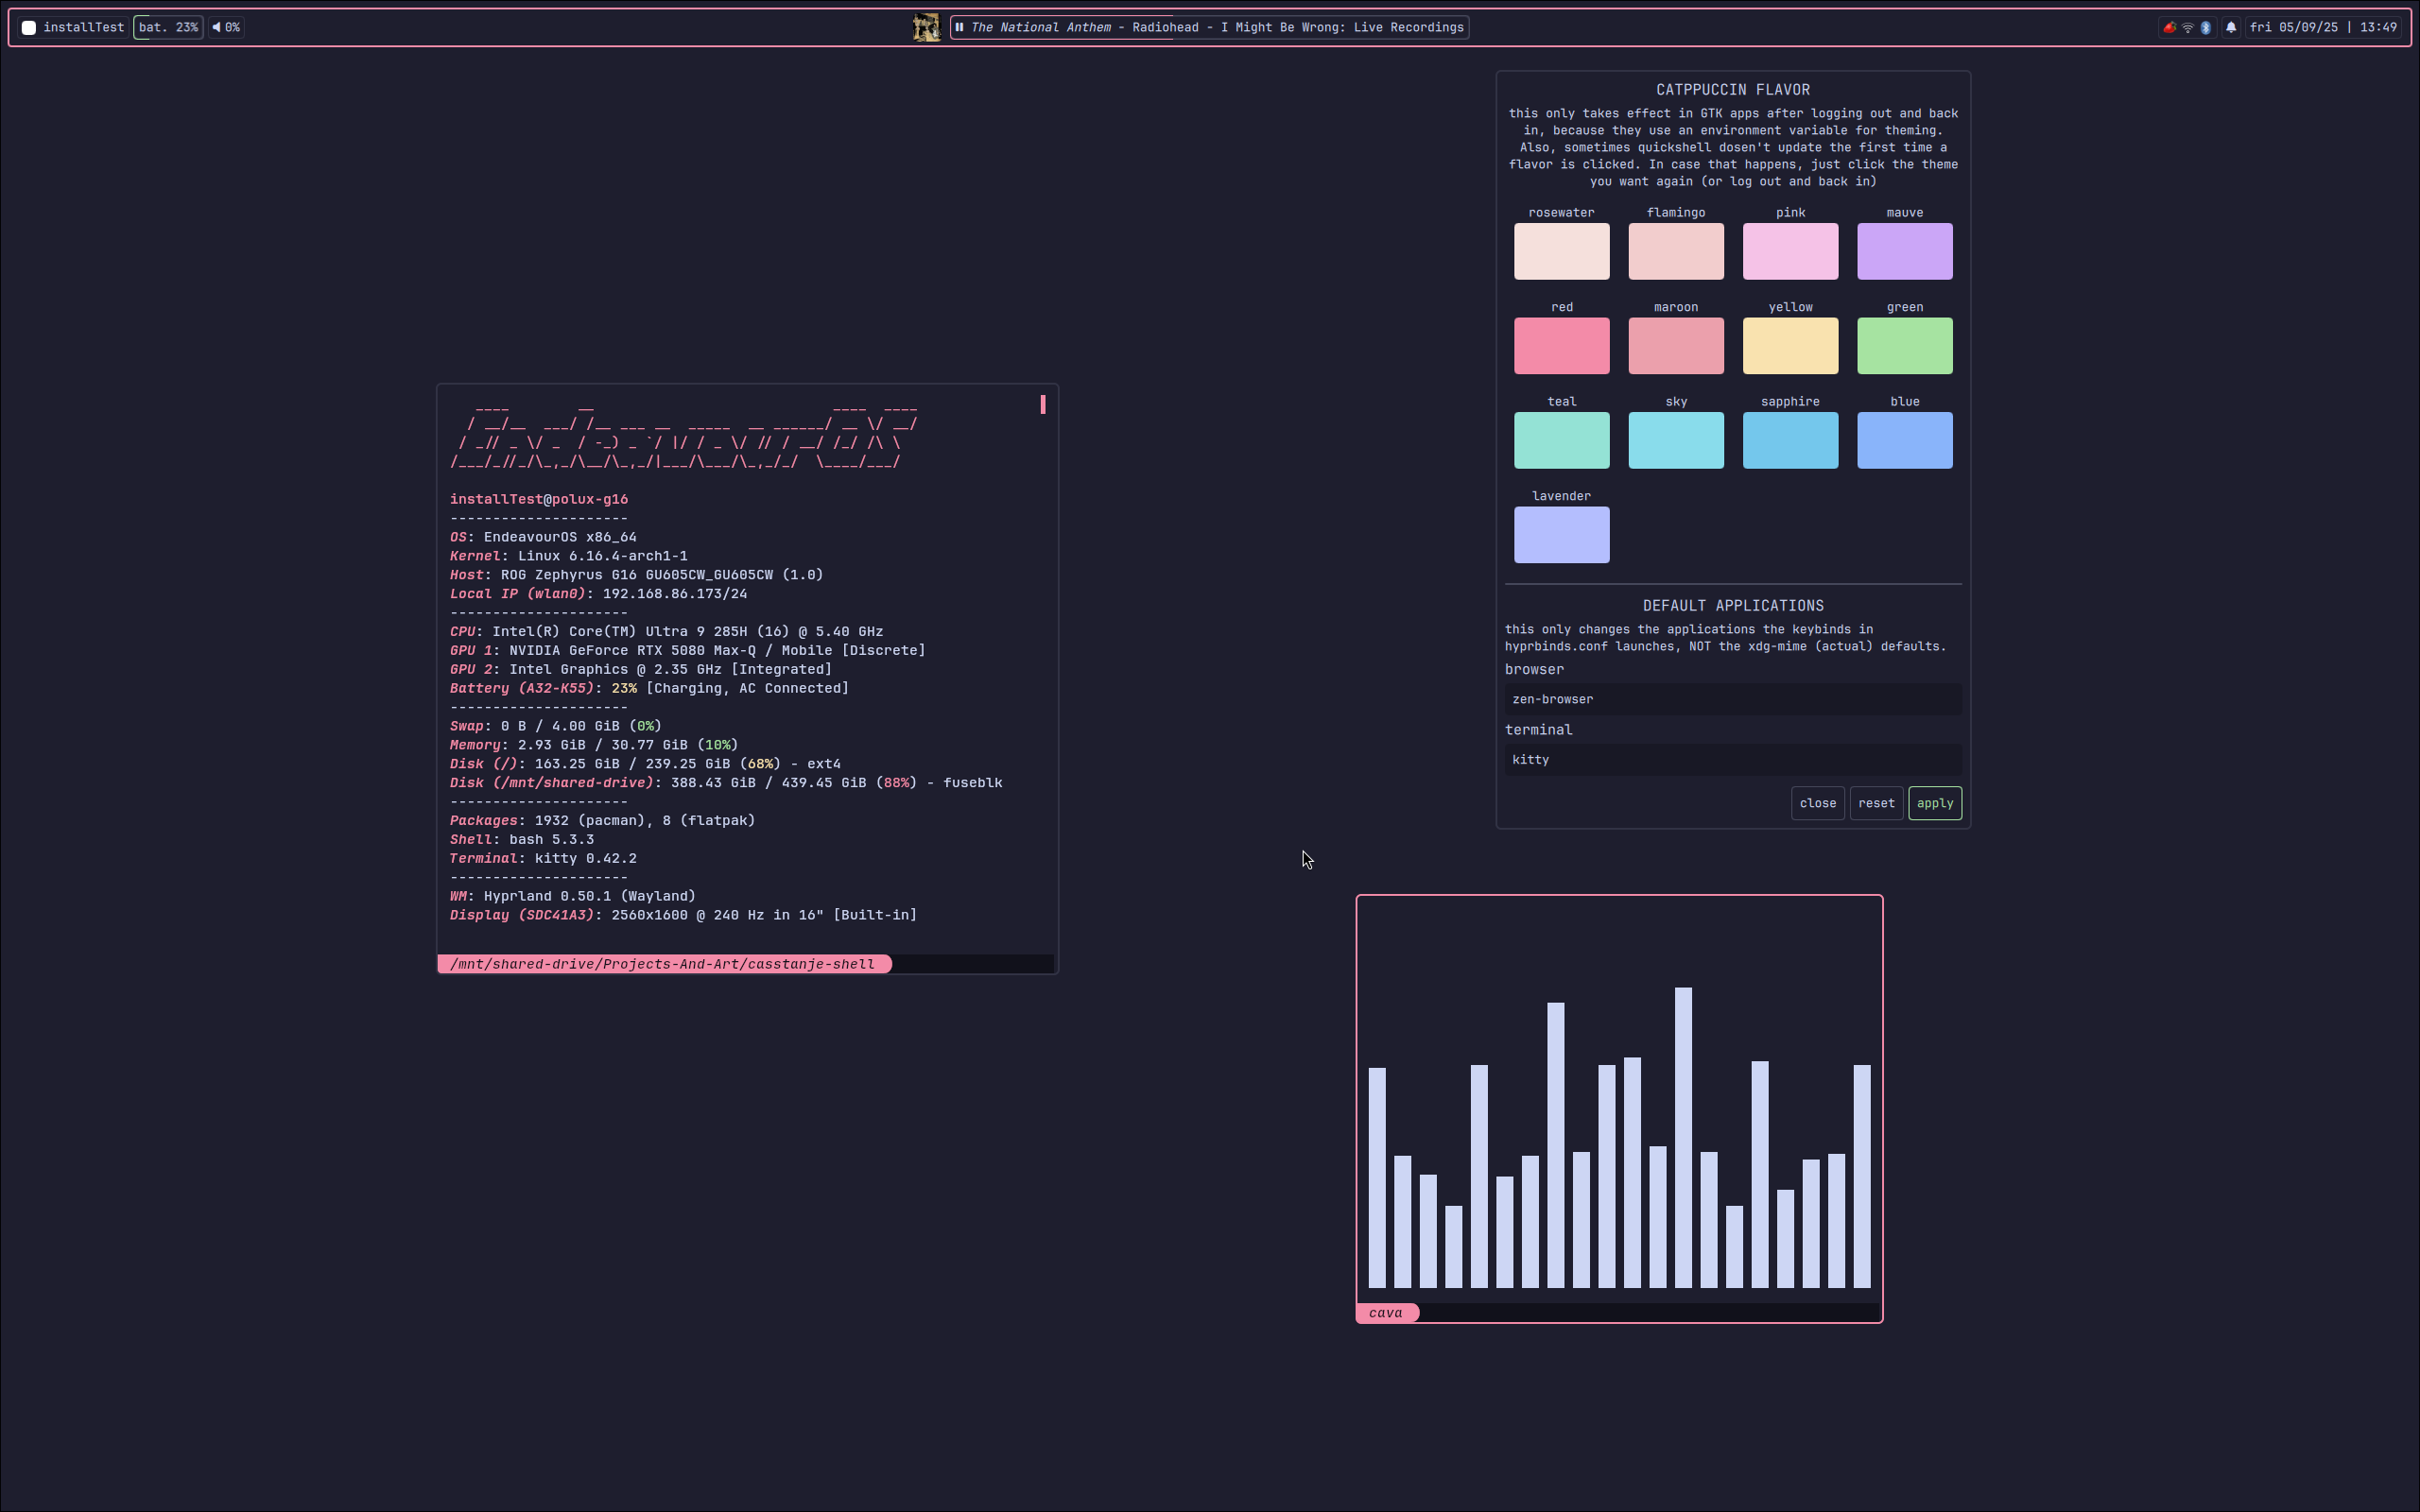 installTest bat. 23% 0% The National Anthem - Radiohead - I Might Be Wrong: Live Recordings fri 05/09/25 | 13:49
EndeavourOS
installTest@polux-g16
---------------------
OS: EndeavourOS x86_64
Kernel: Linux 6.16.4-arch1-1
Host: ROG Zephyrus G16 GU605CW_GU605CW (1.0)
Local IP (wlan0): 192.168.86.173/24
---------------------
CPU: Intel(R) Core(TM) Ultra 9 285H (16) @ 5.40 GHz
GPU 1: NVIDIA GeForce RTX 5080 Max-Q / Mobile [Discrete]
GPU 2: Intel Graphics @ 2.35 GHz [Integrated]
Battery (A32-K55): 23% [Charging, AC Connected]
---------------------
Swap: 0 B / 4.00 GiB (0%)
Memory: 2.93 GiB / 30.77 GiB (10%)
Disk (/): 163.25 GiB / 239.25 GiB (68%) - ext4
Disk (/mnt/shared-drive): 388.43 GiB / 439.45 GiB (88%) - fuseblk
---------------------
Packages: 1932 (pacman), 8 (flatpak)
Shell: bash 5.3.3
Terminal: kitty 0.42.2
---------------------
WM: Hyprland 0.50.1 (Wayland)
Display (SDC41A3): 2560x1600 @ 240 Hz in 16" [Built-in]
/mnt/shared-drive/Projects-And-Art/casstanje-shell
CATPPUCCIN FLAVOR
this only takes effect in GTK apps after logging out and back
in, because they use an environment variable for theming.
Also, sometimes quickshell dosen't update the first time a
flavor is clicked. In case that happens, just click the theme
you want again (or log out and back in)
rosewater flamingo pink mauve
red maroon yellow green
teal sky sapphire blue
lavender
DEFAULT APPLICATIONS
this only changes the applications the keybinds in
hyprbinds.conf launches, NOT the xdg-mime (actual) defaults.
browser
zen-browser
terminal
kitty
close reset apply
cava